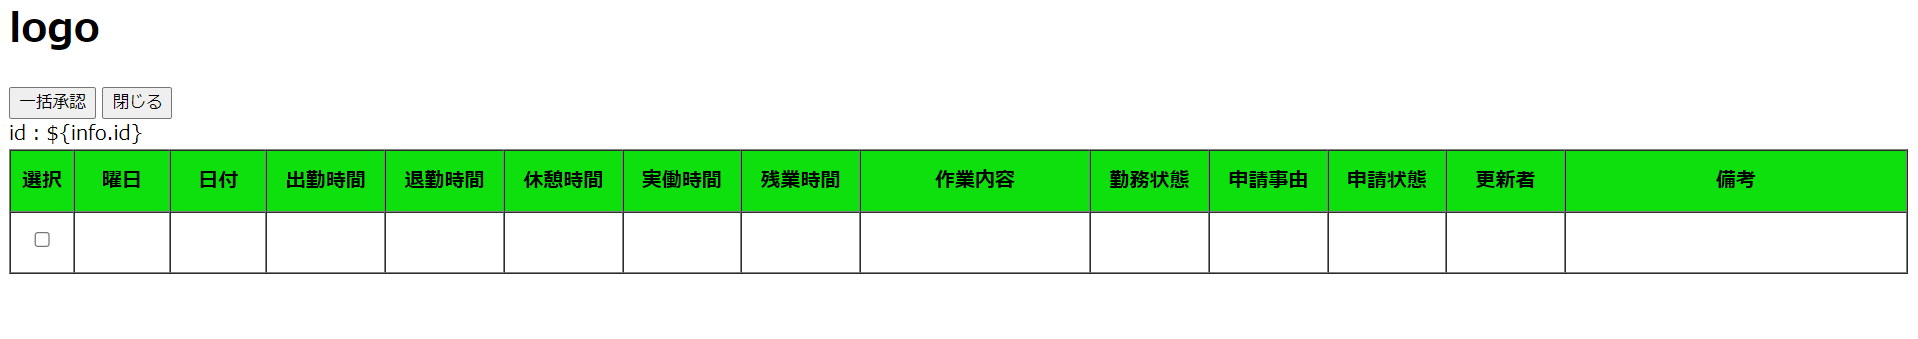 logo
一括承認 閉じる
id : ${info.id}
選択 曜日 日付 出勤時間 退勤時間 休憩時間 実働時間 残業時間 作業内容 勤務状態 申請事由 申請状態 更新者 備考